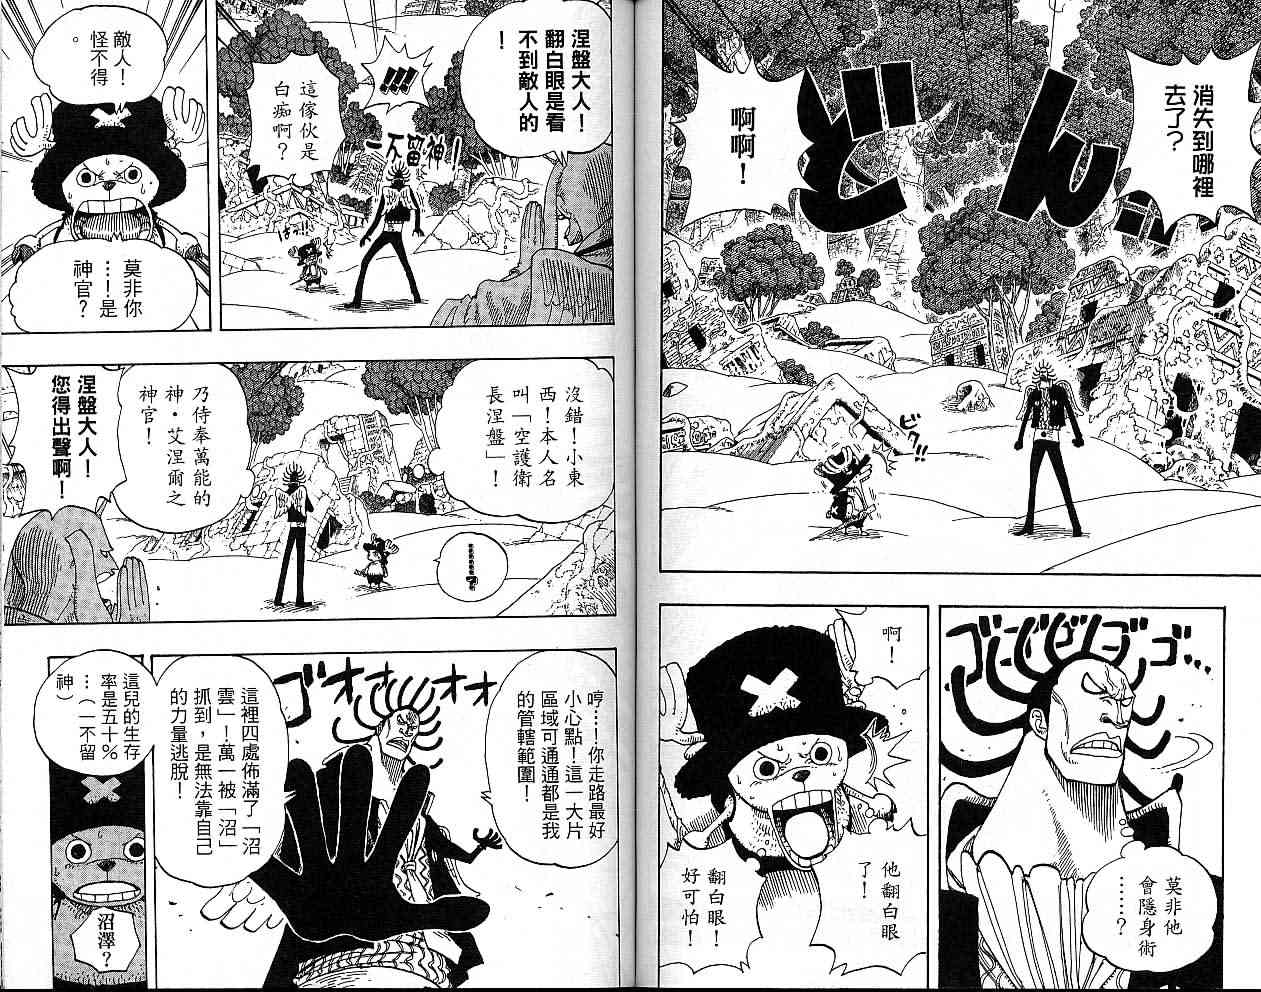 消失到哪裡
去了？
どん
啊啊！
ビク!!
ゴゴゴゴゴ…
莫非他
會隱身術
……？
啊！
他翻白眼
了！
翻白眼！
好可怕！
涅盤大人！
翻白眼是看
不到敵人的
！
!!!
一不留神！
這傢伙是
白痴啊？
敵人！
怪不得
。
莫非你
……！是
神官？
沒錯！小東
西！本人名
叫「空護衛
長涅盤」！
乃侍奉萬能的
神・艾涅爾之
神官！
涅盤大人！
您得出聲啊！
哼……！你走路最好
小心點！這一大片
區域可通通都是我
的管轄範圍！
ゴオオオオ
這裡四處佈滿了「沼
雲」！萬一被「沼」
抓到，是無法靠自己
的力量逃脫！
這兒的生存
率是五十%
…（一不留
神）
沼澤？